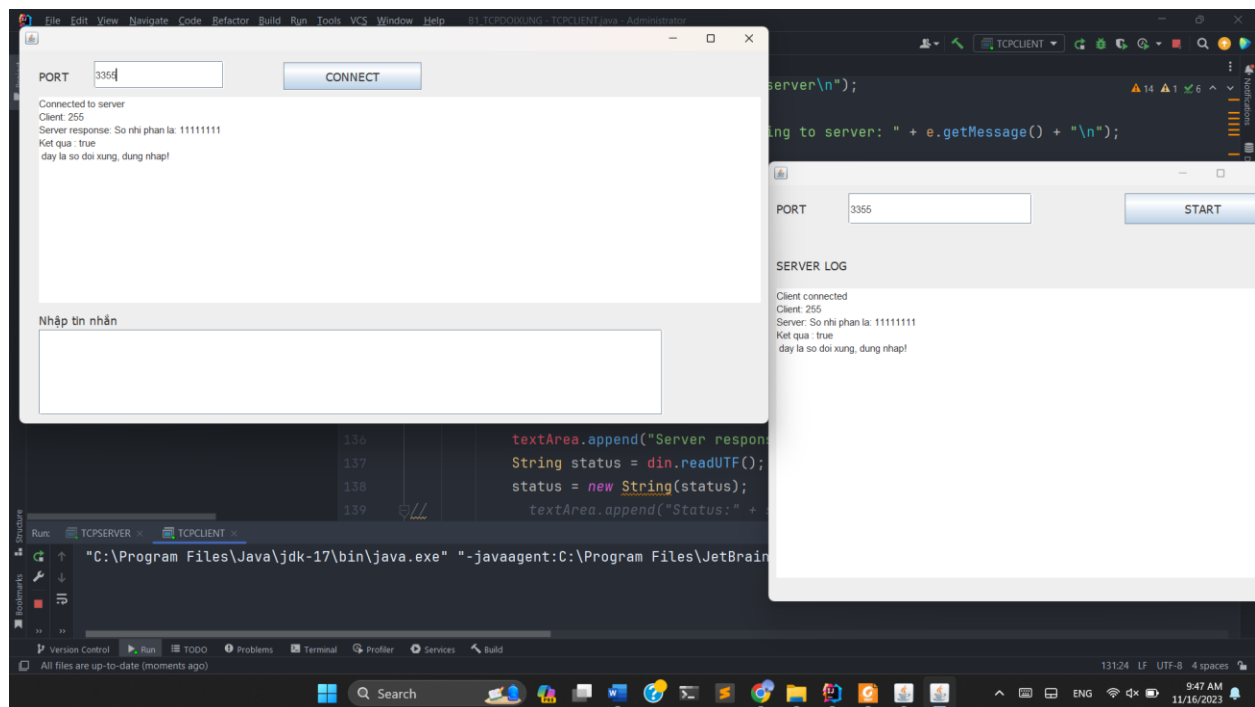 File Edit View Navigate Code Refactor Build Run Tools VCS Window Help B1_TCPDOIXUNG - TCPCLIENT.java - Administrator
TCPCLIENT
PORT 3355 CONNECT
Connected to server
Client: 255
Server response: So nhi phan la: 11111111
Ket qua : true
day la so doi xung, dung nhap!
Nhập tin nhắn
server\n");
14 1 6
ing to server: " + e.getMessage() + "\n");
Notifications
PORT 3355 START
SERVER LOG
Client connected
Client: 255
Server: So nhi phan la: 11111111
Ket qua : true
day la so doi xung, dung nhap!
136 textArea.append("Server respon
137 String status = din.readUTF();
138 status = new String(status);
139 // textArea.append("Status:" +
Structure
Bookmarks
Run: TCPSERVER × TCPCLIENT ×
"C:\Program Files\Java\jdk-17\bin\java.exe" "-javaagent:C:\Program Files\JetBrain
Version Control Run TODO Problems Terminal Profiler Services Build
All files are up-to-date (moments ago) 131:24 LF UTF-8 4 spaces
Search ENG 9:47 AM
11/16/2023